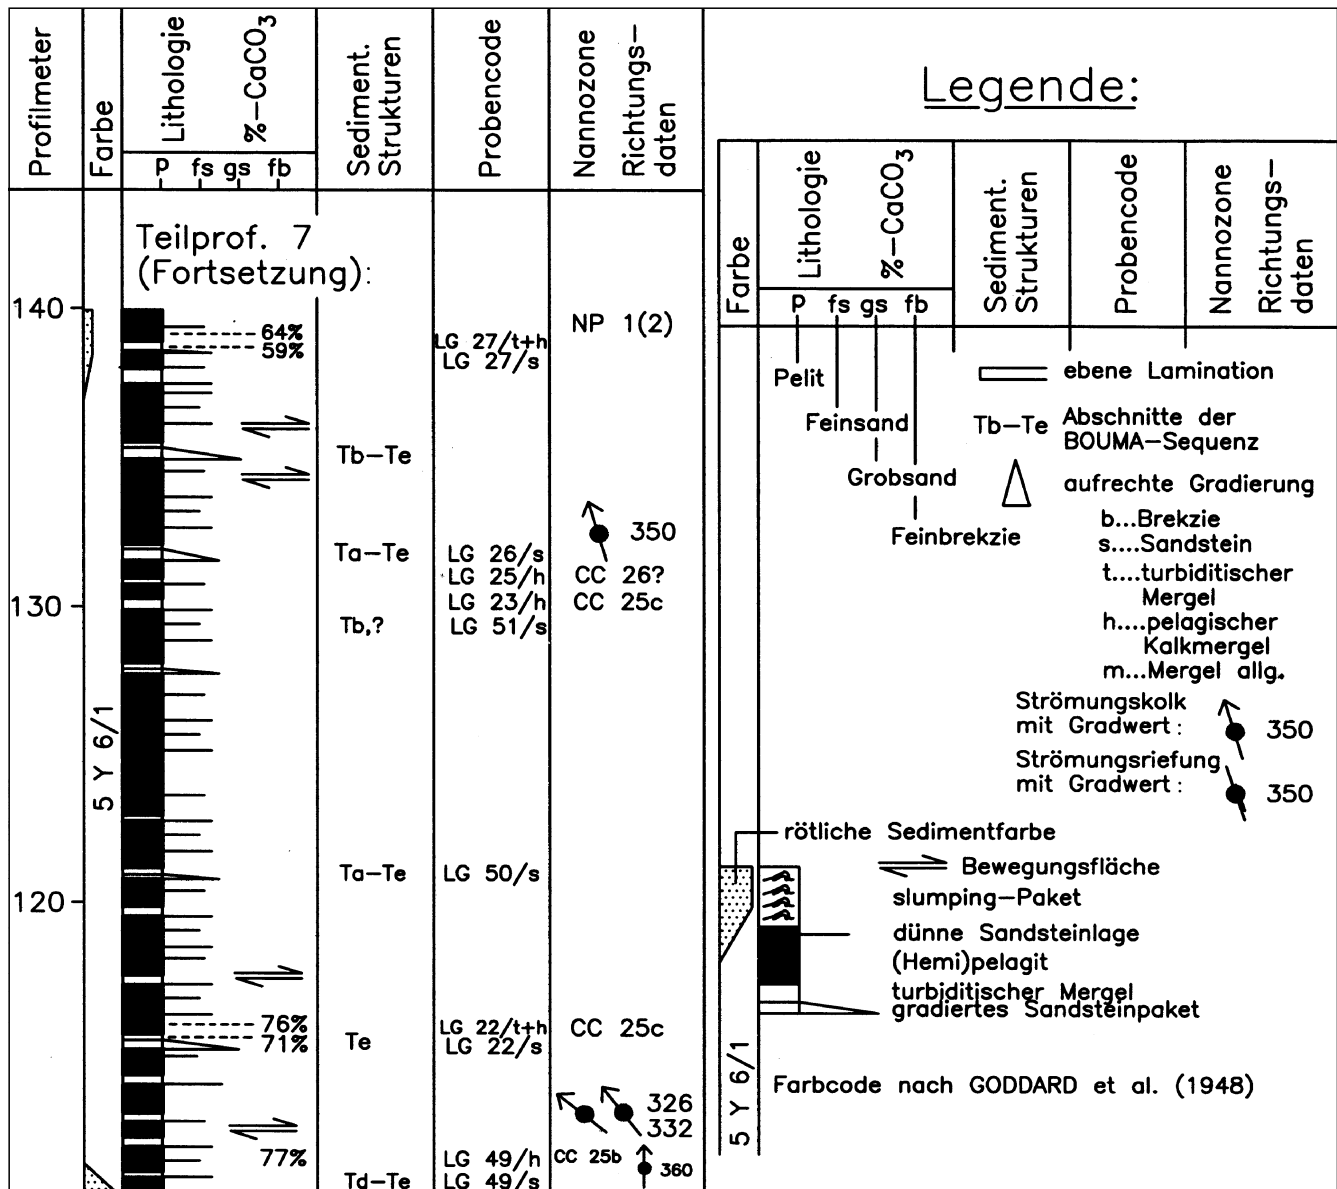 Profilmeter
Farbe
Lithologie
%-CaCO3
p fs gs fb
Sediment.
Strukturen
Probencode
Nannozone
Richtungs-
daten
Teilprof. 7
(Fortsetzung):
140
64%
59%
LG 27/t+h
LG 27/s
NP 1(2)
Tb-Te
350
Ta-Te
LG 26/s
LG 25/h CC 26?
130
LG 23/h CC 25c
Tb,? LG 51/s
5 Y 6/1
Ta-Te LG 50/s
120
76% LG 22/t+h CC 25c
71% Te LG 22/s
326
332
77% LG 49/h CC 25b 360
Td-Te LG 49/s
Legende:
Farbe
Lithologie
%-CaCO3
p fs gs fb
Sediment.
Strukturen
Probencode
Nannozone
Richtungs-
daten
Pelit
Feinsand
Grobsand
Feinbrekzie
ebene Lamination
Tb-Te Abschnitte der
BOUMA-Sequenz
aufrechte Gradierung
b...Brekzie
s....Sandstein
t....turbiditischer
Mergel
h....pelagischer
Kalkmergel
m...Mergel allg.
Strömungskolk
mit Gradwert: 350
Strömungsriefung
mit Gradwert: 350
rötliche Sedimentfarbe
Bewegungsfläche
slumping-Paket
dünne Sandsteinlage
(Hemi)pelagit
turbiditischer Mergel
gradiertes Sandsteinpaket
5 Y 6/1
Farbcode nach GODDARD et al. (1948)